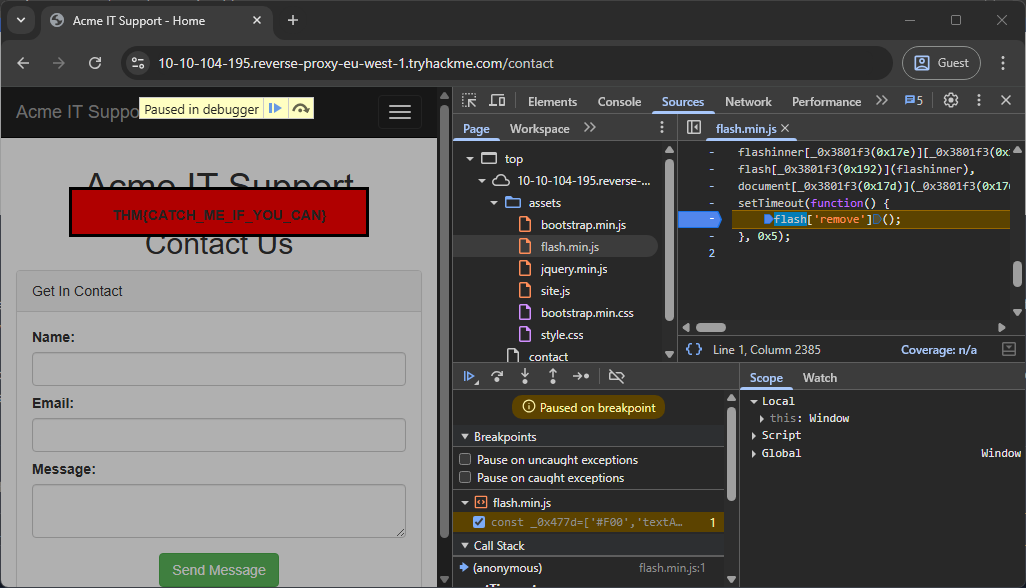 Acme IT Support - Home
10-10-104-195.reverse-proxy-eu-west-1.tryhackme.com/contact
Guest
Acme IT Suppo
Paused in debugger
Acme IT Support
THM{CATCH_ME_IF_YOU_CAN}
Contact Us
Get In Contact
Name:
Email:
Message:
Send Message
Elements
Console
Sources
Network
Performance
5
Page
Workspace
top
10-10-104-195.reverse-...
assets
bootstrap.min.js
flash.min.js
jquery.min.js
site.js
bootstrap.min.css
style.css
contact
flash.min.js
- flashinner[_0x3801f3(0x17e)][_0x3801f3(0x
- flash[_0x3801f3(0x192)](flashinner),
- document[_0x3801f3(0x17d)](_0x3801f3(0x17
- setTimeout(function() {
- flash['remove']();
- }, 0x5);
2
{} Line 1, Column 2385
Coverage: n/a
Paused on breakpoint
Breakpoints
Pause on uncaught exceptions
Pause on caught exceptions
flash.min.js
const _0x477d=['#F00','textA… 1
Call Stack
(anonymous) flash.min.js:1
Scope
Watch
Local
this: Window
Script
Global Window